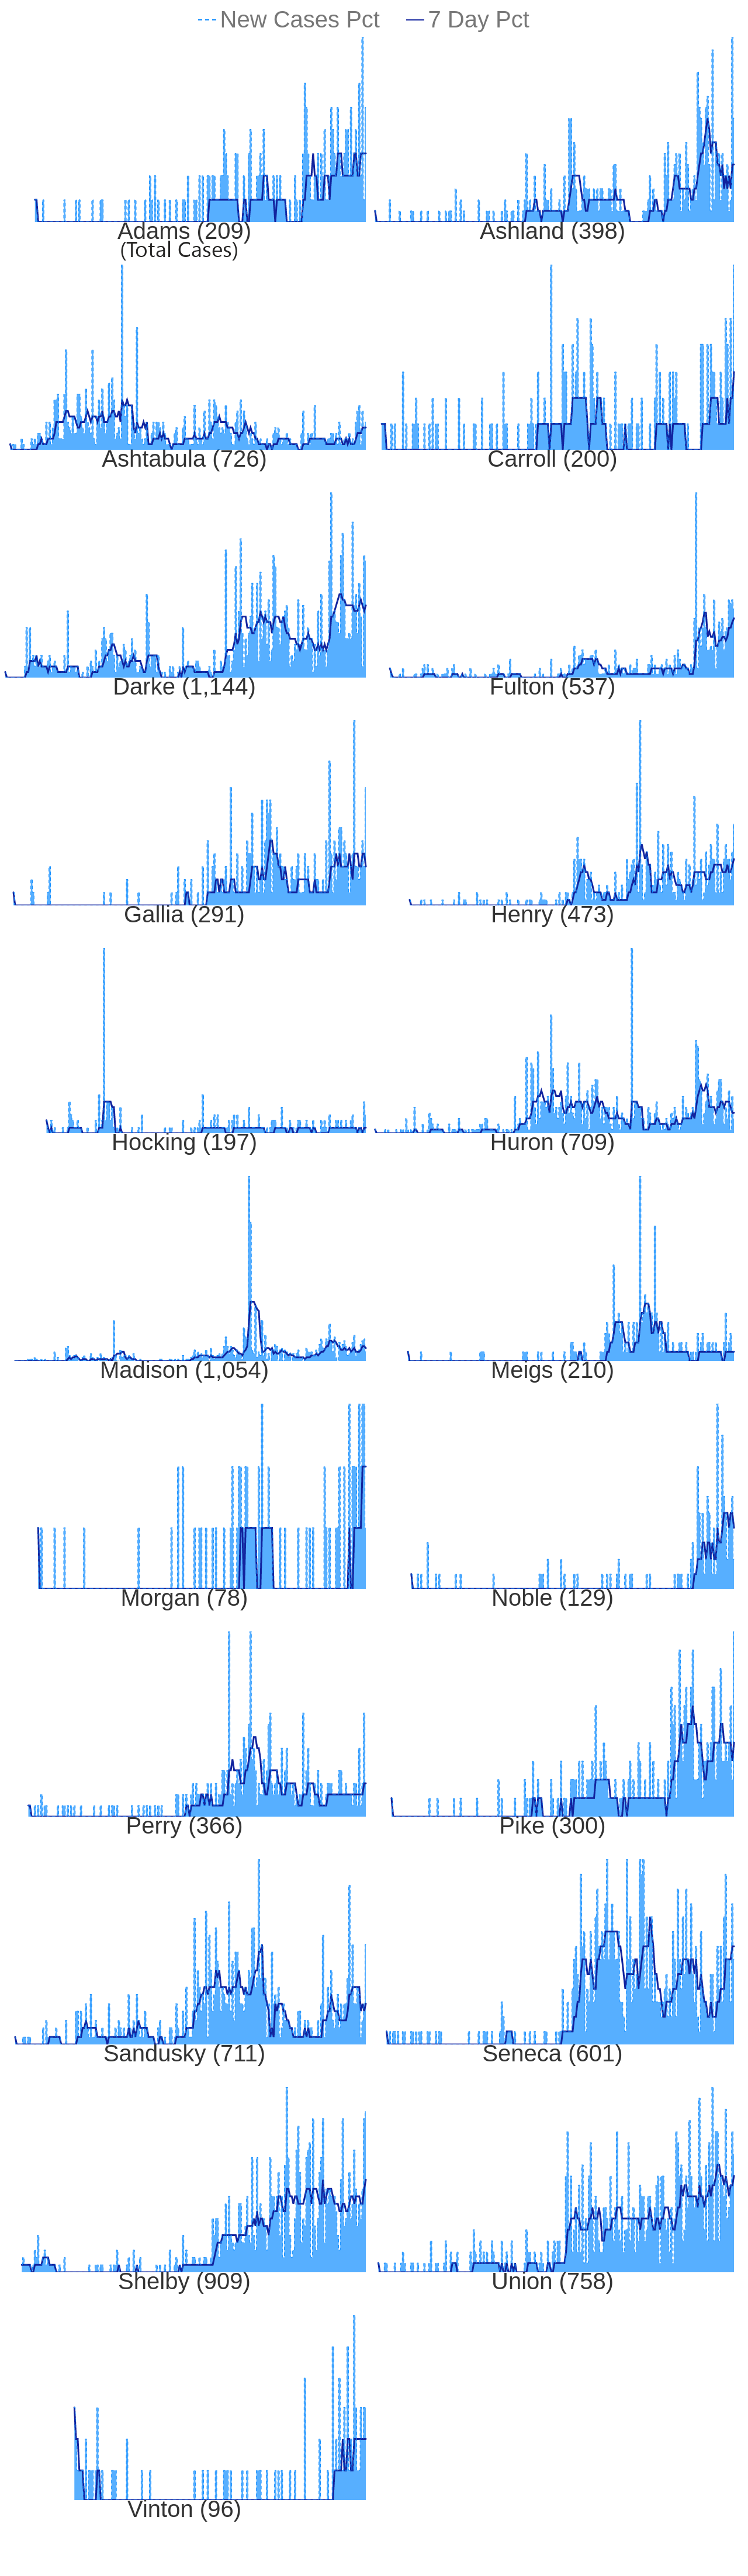 New Cases Pct 7 Day Pct
Adams (209) Ashland (398)
(Total Cases)
Ashtabula (726) Carroll (200)
Darke (1,144) Fulton (537)
Gallia (291) Henry (473)
Hocking (197) Huron (709)
Madison (1,054) Meigs (210)
Morgan (78) Noble (129)
Perry (366) Pike (300)
Sandusky (711) Seneca (601)
Shelby (909) Union (758)
Vinton (96)